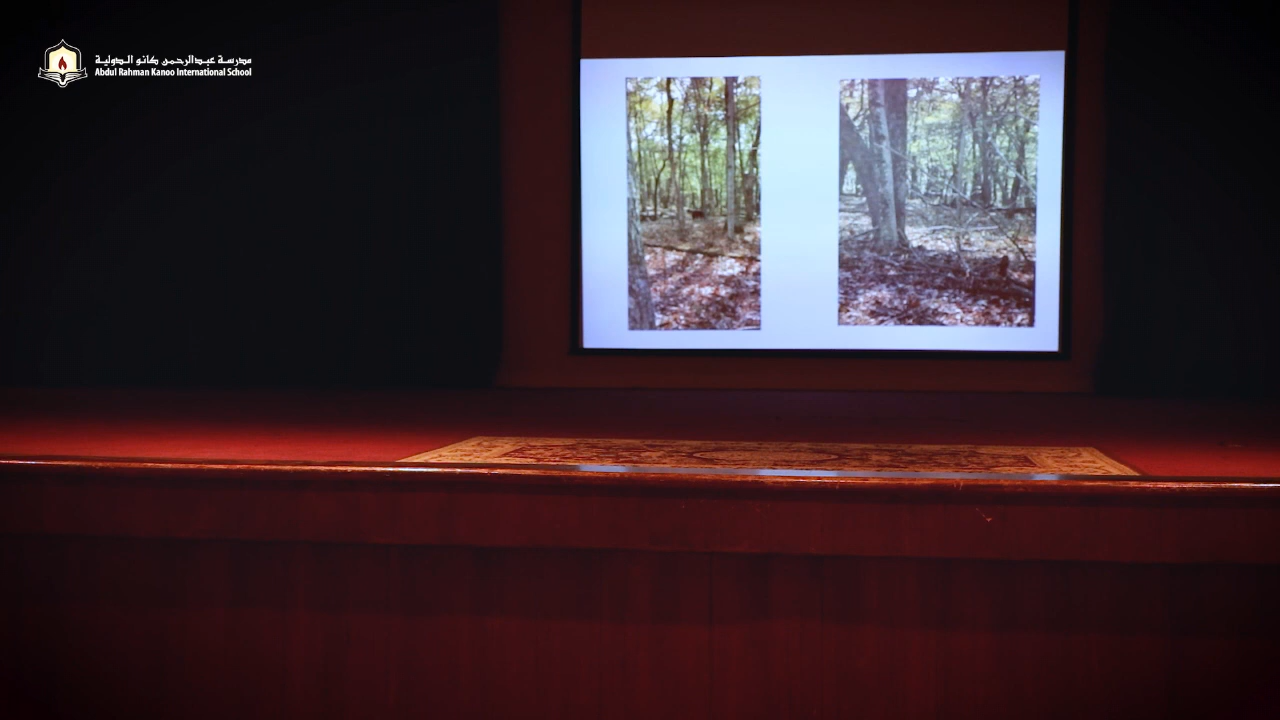 مدرسة عبدالرحمن كانو الدولية
Abdul Rahman Kanoo International School